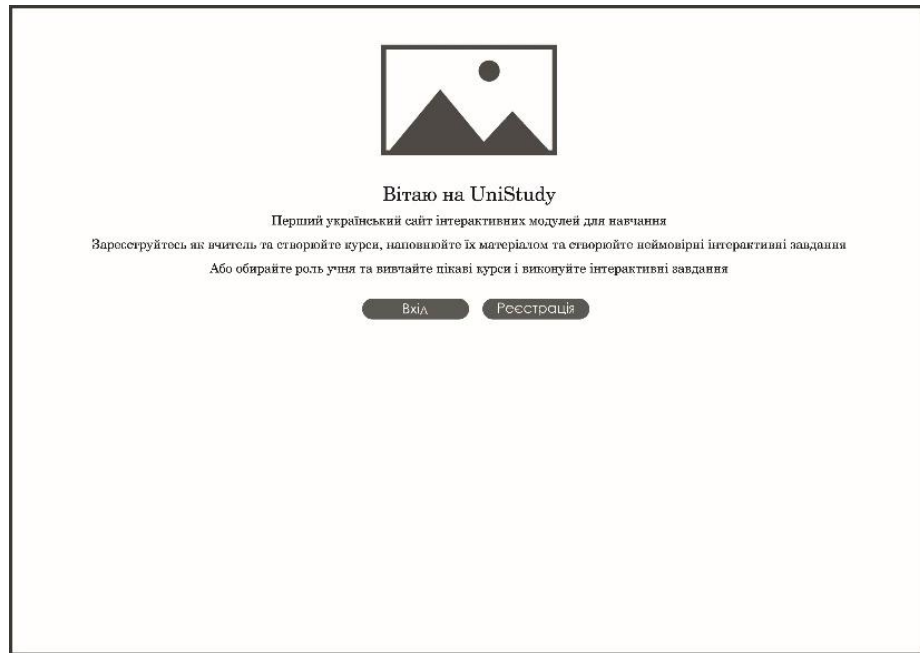 Вітаю на UniStudy
Перший український сайт інтерактивних модулей для навчання
Зареєструйтесь як вчитель та створюйте курси, наповнюйте їх матеріалом та створюйте неймовірні інтерактивні завдання
Або обирайте роль учня та вивчайте цікаві курси і виконуйте інтерактивні завдання
Вхід Реєстрація